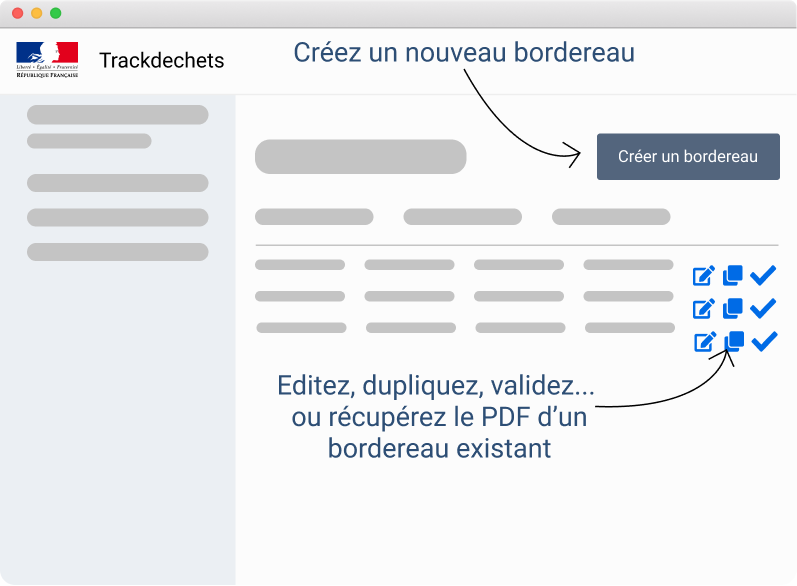 Liberté • Égalité • Fraternité
RÉPUBLIQUE FRANÇAISE
Trackdechets
Créez un nouveau bordereau
Créer un bordereau
Editez, dupliquez, validez...
ou récupérez le PDF d’un
bordereau existant